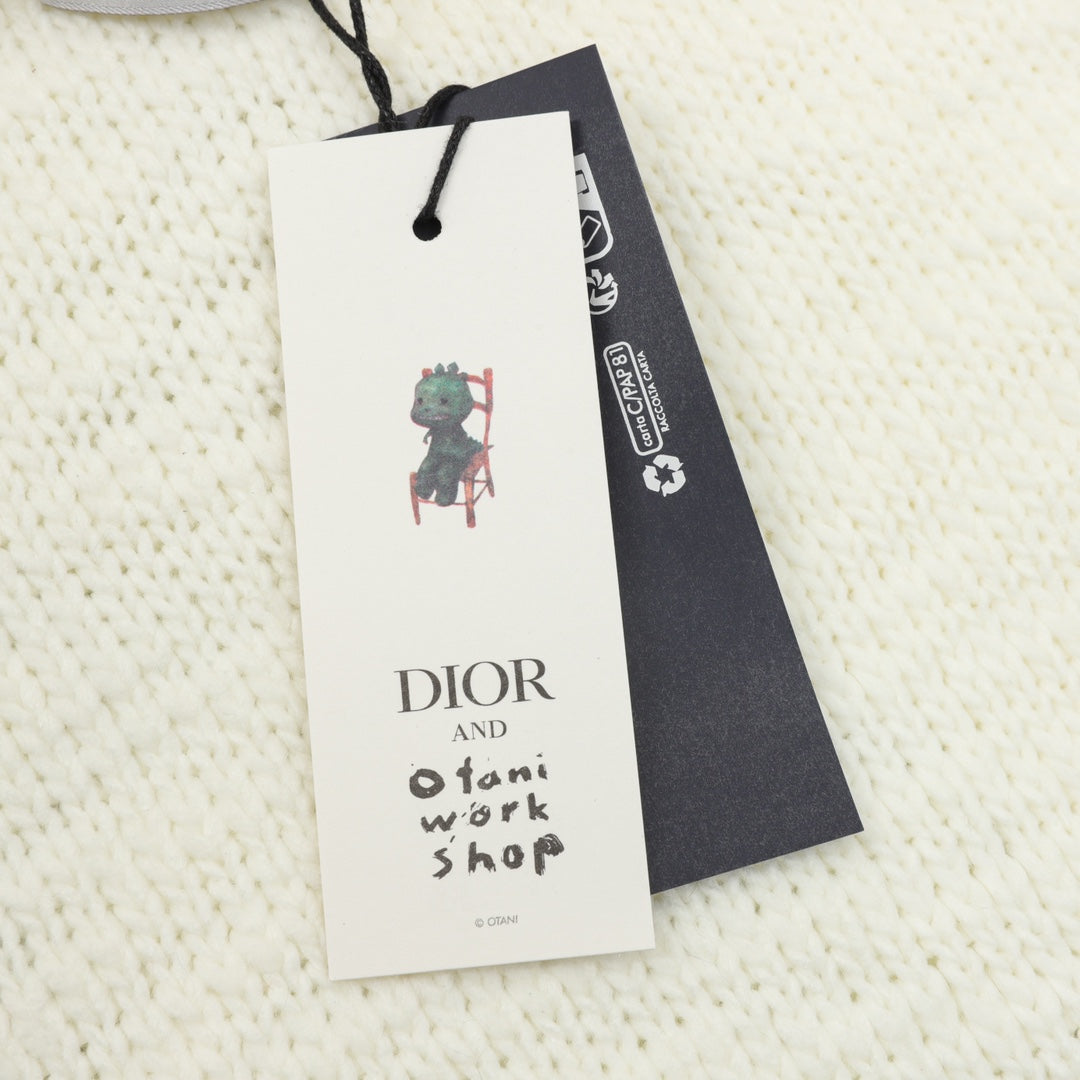 DIOR
AND
Otani
work
shop
© OTANI
carta C/PAP 81
RACCOLTA CARTA